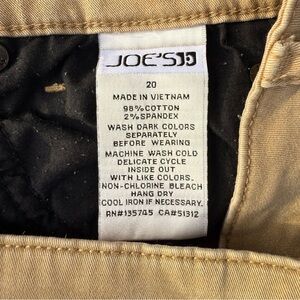 JOE'S
20
MADE IN VIETNAM
98% COTTON
2% SPANDEX
WASH DARK COLORS
SEPARATELY
BEFORE WEARING
MACHINE WASH COLD
DELICATE CYCLE
INSIDE OUT
WITH LIKE COLORS.
NON-CHLORINE BLEACH
HANG DRY
COOL IRON IF NECESSARY.
RN#135745 CA#51312